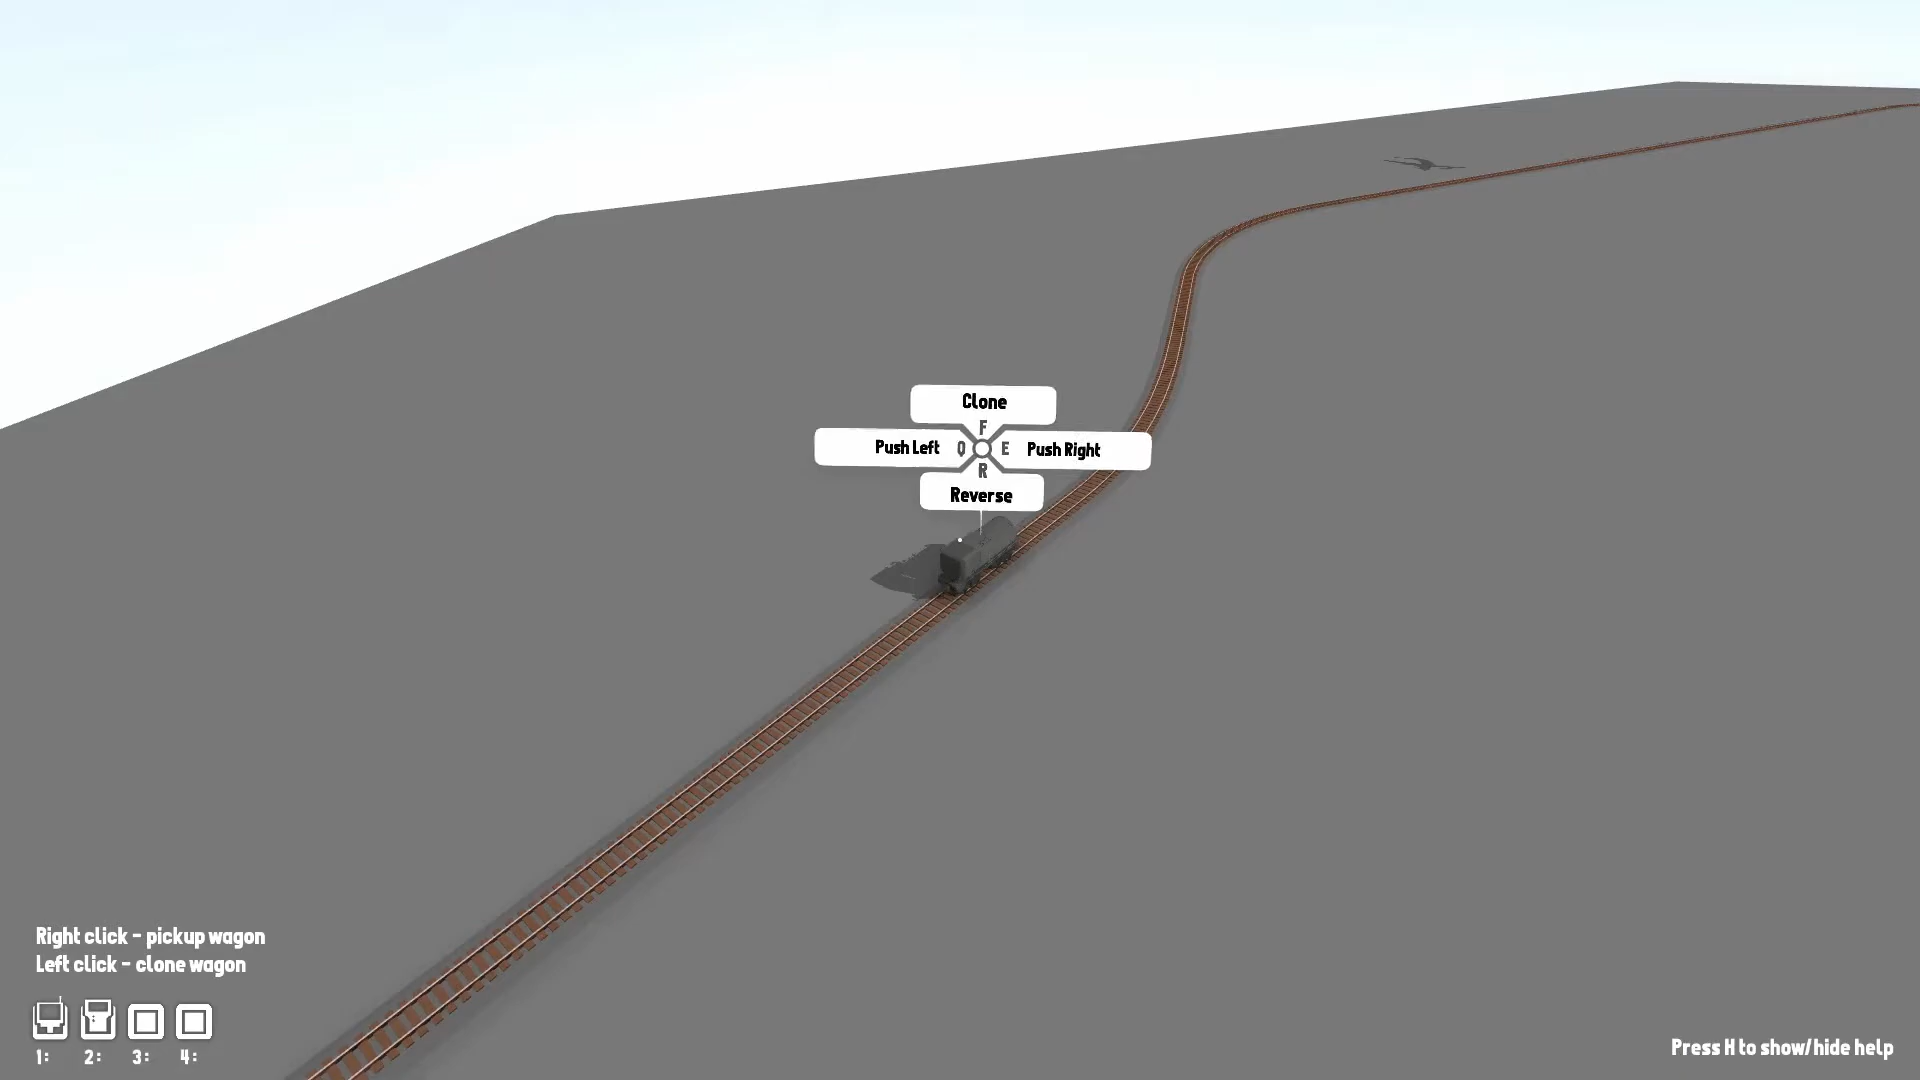 Clone
F
Push Left Q E Push Right
R
Reverse
Right click - pickup wagon
Left click - clone wagon
1: 2: 3: 4:
Press H to show/hide help